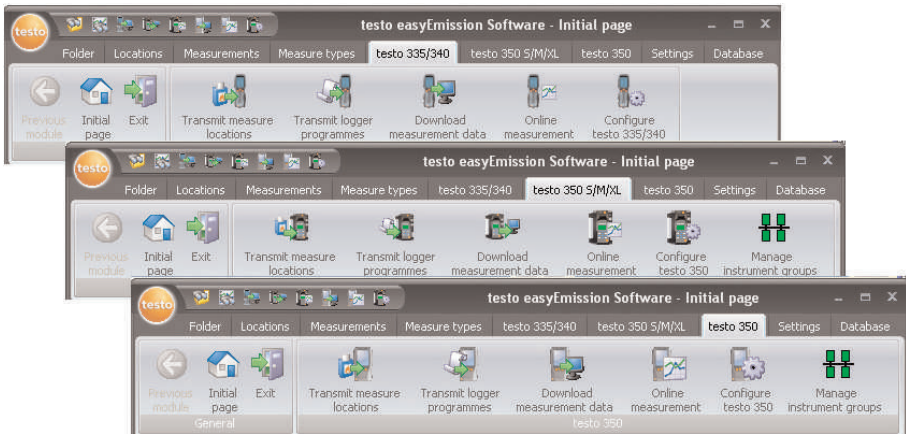 testo
testo easyEmission Software - Initial page
Folder Locations Measurements Measure types testo 335/340 testo 350 S/M/XL testo 350 Settings Database
Previous Initial Exit Transmit measure Transmit logger Download Online Configure
module page locations programmes measurement data measurement testo 335/340
testo
testo easyEmission Software - Initial page
Folder Locations Measurements Measure types testo 335/340 testo 350 S/M/XL testo 350 Settings Database
Previous Initial Exit Transmit measure Transmit logger Download Online Configure Manage
module page locations programmes measurement data measurement testo 350 instrument groups
testo
testo easyEmission Software - Initial page
Folder Locations Measurements Measure types testo 335/340 testo 350 S/M/XL testo 350 Settings Database
Previous Initial Exit Transmit measure Transmit logger Download Online Configure Manage
module page locations programmes measurement data measurement testo 350 instrument groups
General testo 350